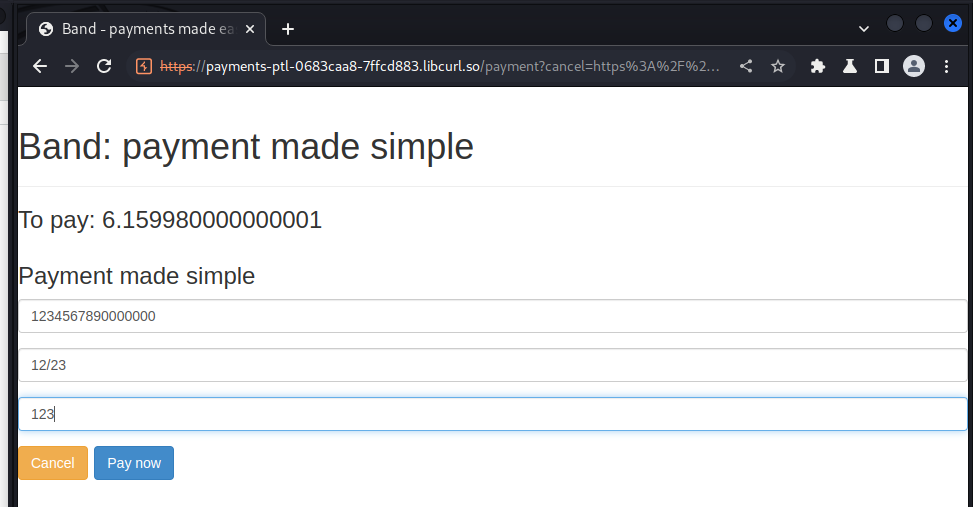 Band - payments made ea
https://payments-ptl-0683caa8-7ffcd883.libcurl.so/payment?cancel=https%3A%2F%2...
Band: payment made simple
To pay: 6.159980000000001
Payment made simple
1234567890000000
12/23
123
Cancel Pay now